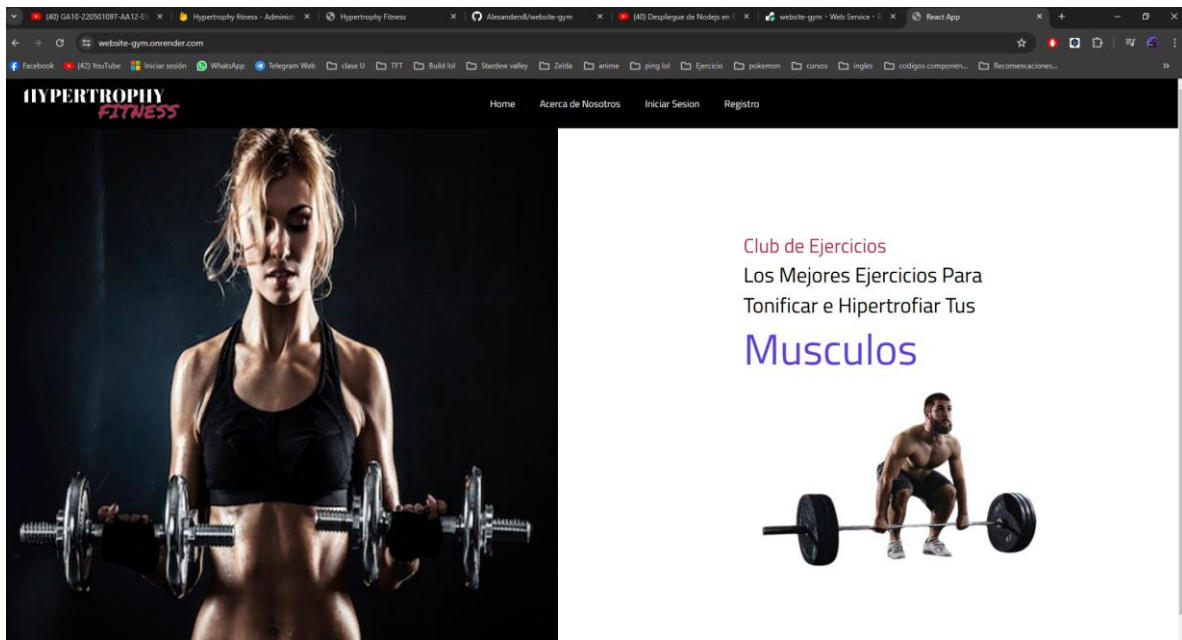 (40) GA10-220501097-AA12-E
Hypertrophy fitness - Administ
Hypertrophy Fitness
Alexanders8/website-gym
(40) Despliegue de Nodejs en
website-gym · Web Service ·
React App
website-gym.onrender.com
Facebook
(42) YouTube
Iniciar sesión
WhatsApp
Telegram Web
clase U
TFT
Build lol
Stardew valley
Zelda
anime
ping lol
Ejercicio
pokemon
cursos
ingles
codigos componen...
Recomencaciones...
HYPERTROPHY
FITNESS
Home
Acerca de Nosotros
Iniciar Sesion
Registro
Club de Ejercicios
Los Mejores Ejercicios Para
Tonificar e Hipertrofiar Tus
Musculos